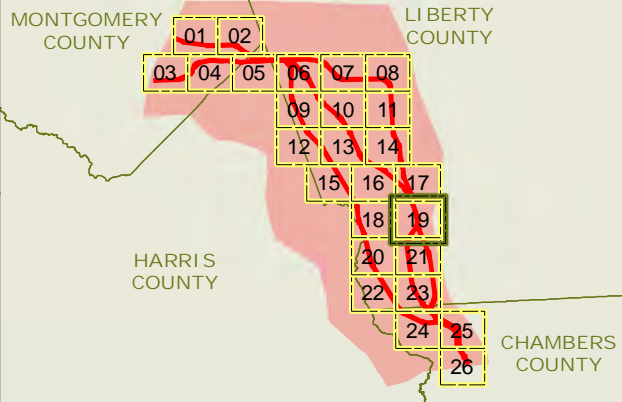 MONTGOMERY
COUNTY
LIBERTY
COUNTY
01 02
03 04 05 06 07 08
09 10 11
12 13 14
15 16 17
18 19
20 21
22 23
24 25
26
HARRIS
COUNTY
CHAMBERS
COUNTY